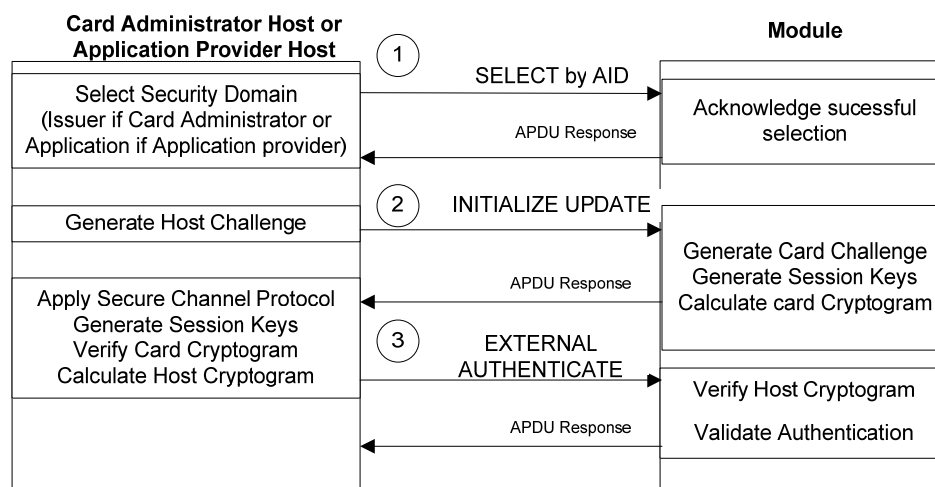 Card Administrator Host or
Application Provider Host
Module
1
SELECT by AID
Select Security Domain
(Issuer if Card Administrator or
Application if Application provider)
Acknowledge sucessful
selection
APDU Response
2
INITIALIZE UPDATE
Generate Host Challenge
Generate Card Challenge
Generate Session Keys
Calculate card Cryptogram
APDU Response
Apply Secure Channel Protocol
Generate Session Keys
Verify Card Cryptogram
Calculate Host Cryptogram
3
EXTERNAL
AUTHENTICATE
Verify Host Cryptogram
Validate Authentication
APDU Response